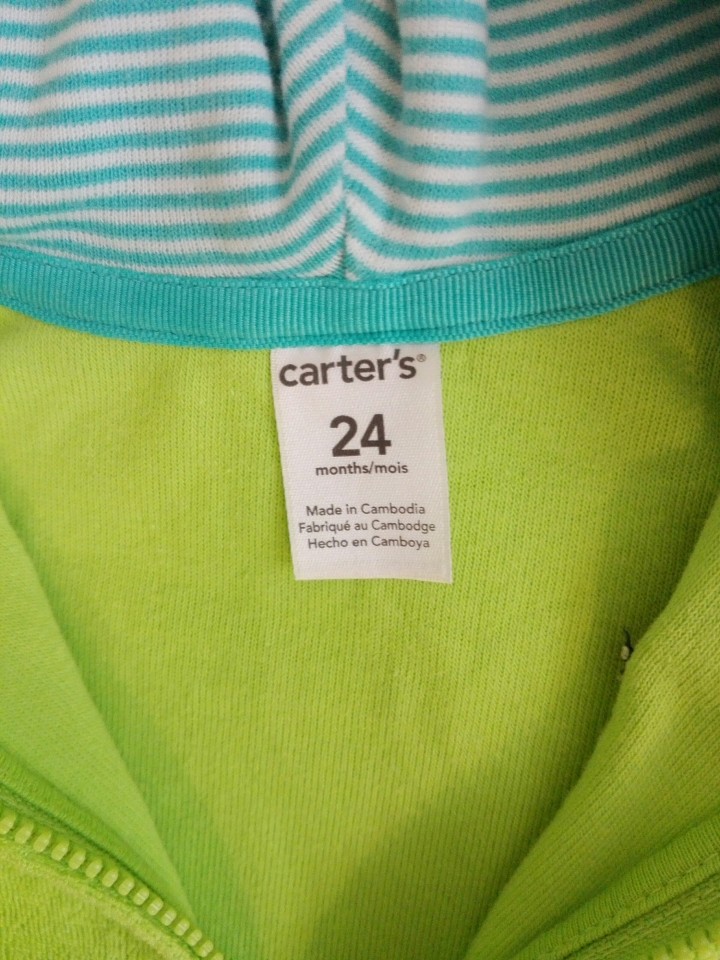 carter's®
24
months/mois
Made in Cambodia
Fabriqué au Cambodge
Hecho en Camboya